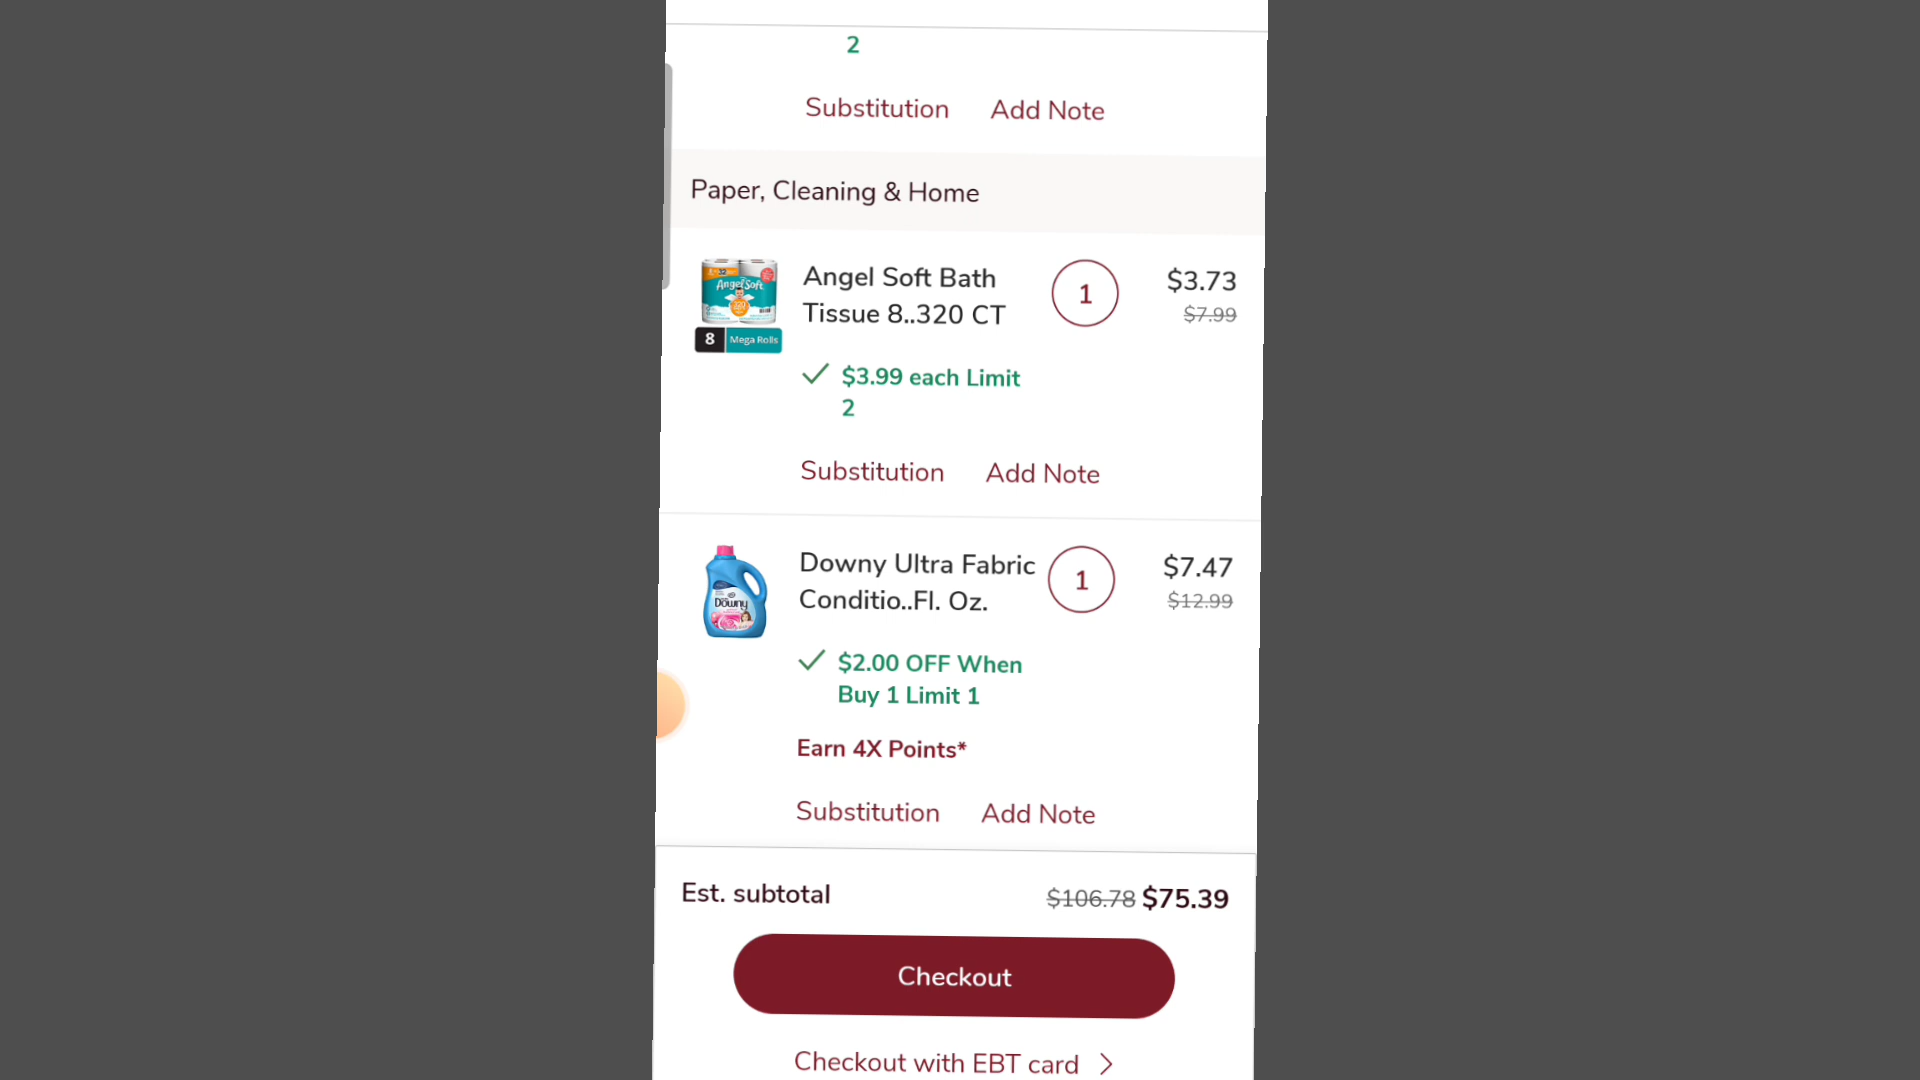 2
Substitution Add Note
Paper, Cleaning & Home
Angel Soft
8 Mega Rolls
Angel Soft Bath
Tissue 8..320 CT
1
$3.73
$7.99
$3.99 each Limit
2
Substitution Add Note
Downy
Downy Ultra Fabric
Conditio..Fl. Oz.
1
$7.47
$12.99
$2.00 OFF When
Buy 1 Limit 1
Earn 4X Points*
Substitution Add Note
Est. subtotal $106.78 $75.39
Checkout
Checkout with EBT card